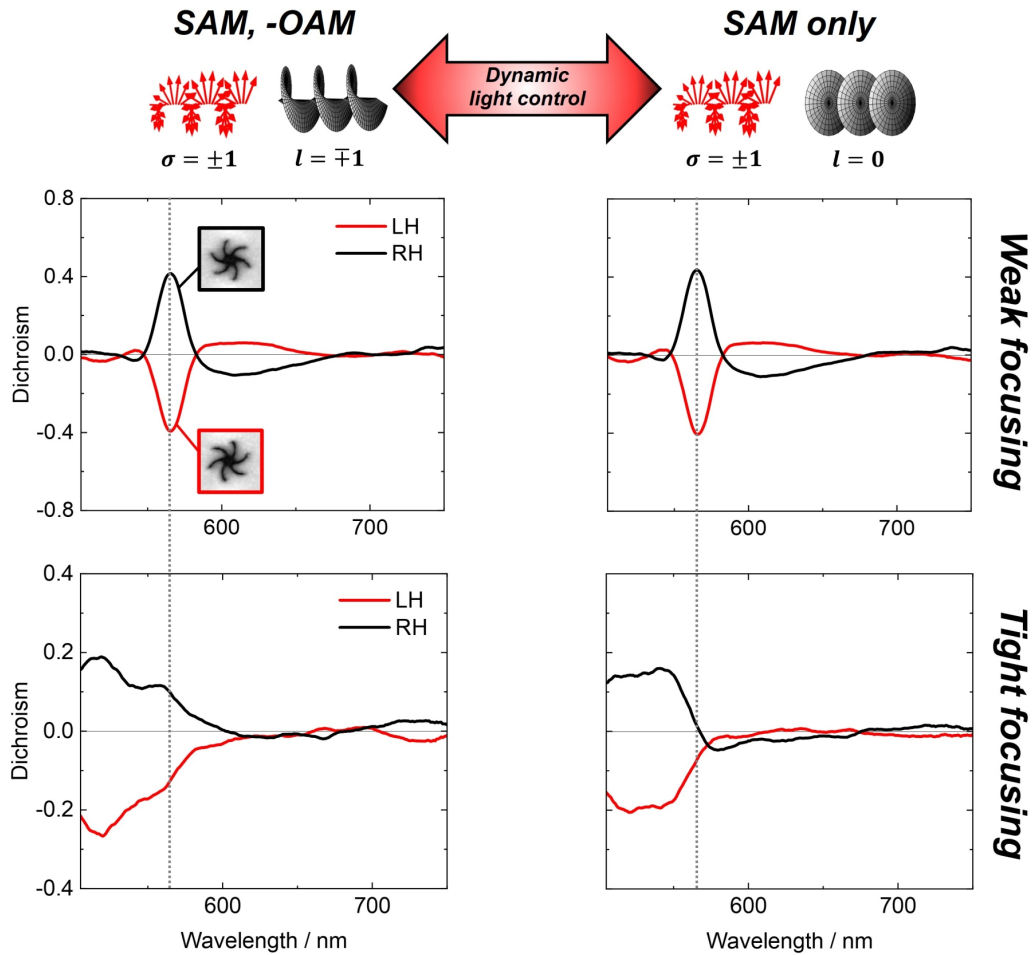 SAM, -OAM
SAM only
Dynamic
light control
σ = ±1
l = ∓1
σ = ±1
l = 0
Weak focusing
0.8
0.4
0.0
-0.4
-0.8
Dichroism
LH
RH
600
700
600
700
Tight focusing
0.4
0.2
0.0
-0.2
-0.4
Dichroism
LH
RH
600
700
Wavelength / nm
600
700
Wavelength / nm